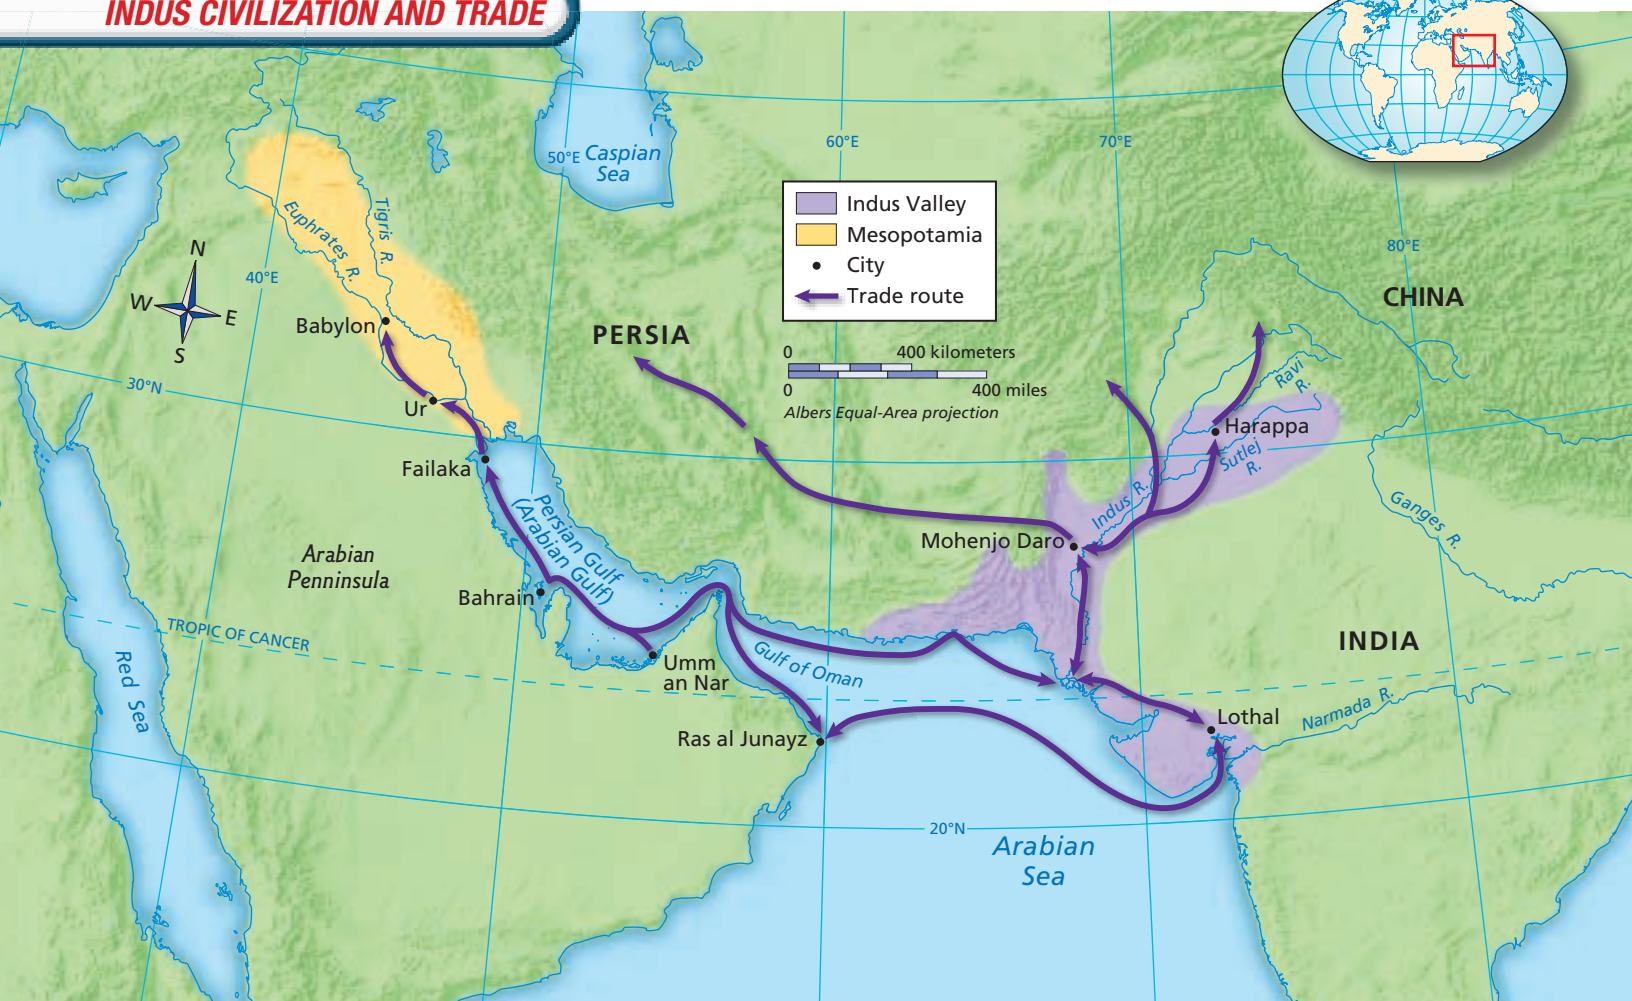 INDUS CIVILIZATION AND TRADE
60°E
70°E
50°E
Caspian
Sea
Indus Valley
Mesopotamia
City
Trade route
Tigris R.
Euphrates R.
N
W
E
S
40°E
80°E
CHINA
Babylon
PERSIA
0 400 kilometers
0 400 miles
Albers Equal-Area projection
30°N
Ravi
R.
Ur
Harappa
Sutlej
R.
Failaka
Indus R.
Ganges R.
Persian Gulf
(Arabian Gulf)
Mohenjo Daro
Arabian
Penninsula
Bahrain
TROPIC OF CANCER
INDIA
Red Sea
Umm
an Nar
Gulf of Oman
Lothal
Narmada R.
Ras al Junayz
20°N
Arabian
Sea